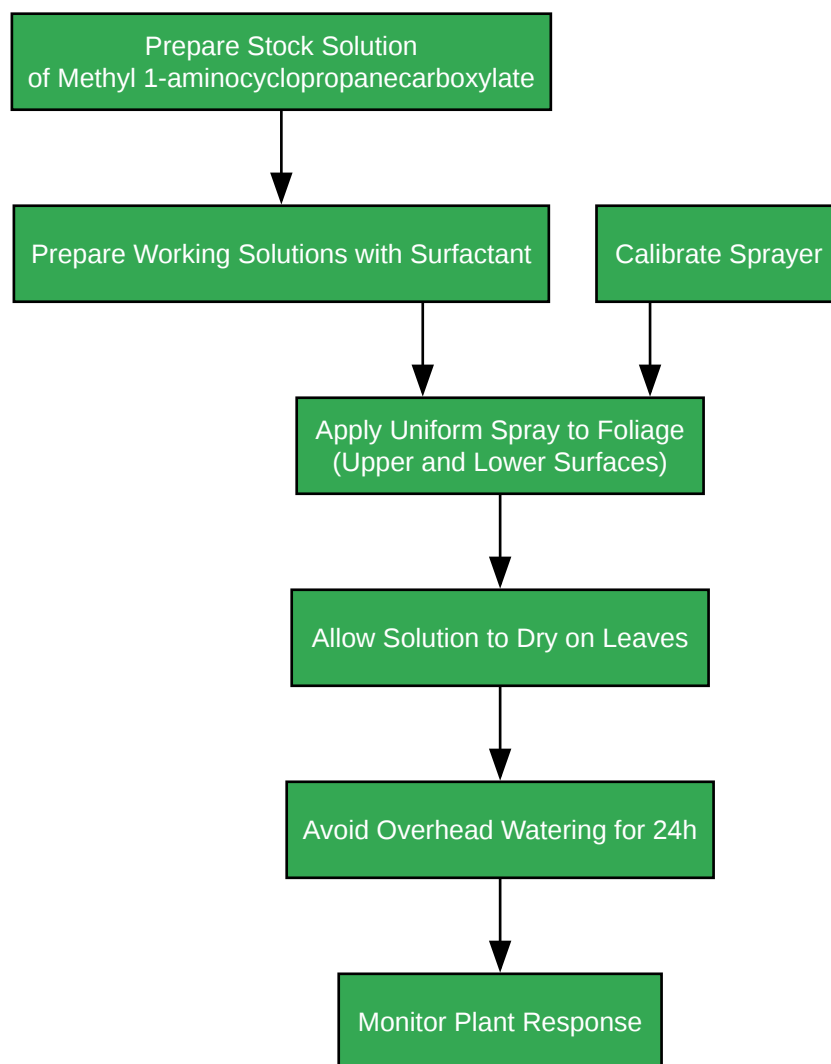 Prepare Stock Solution
of Methyl 1-aminocyclopropanecarboxylate
Prepare Working Solutions with Surfactant
Calibrate Sprayer
Apply Uniform Spray to Foliage
(Upper and Lower Surfaces)
Allow Solution to Dry on Leaves
Avoid Overhead Watering for 24h
Monitor Plant Response